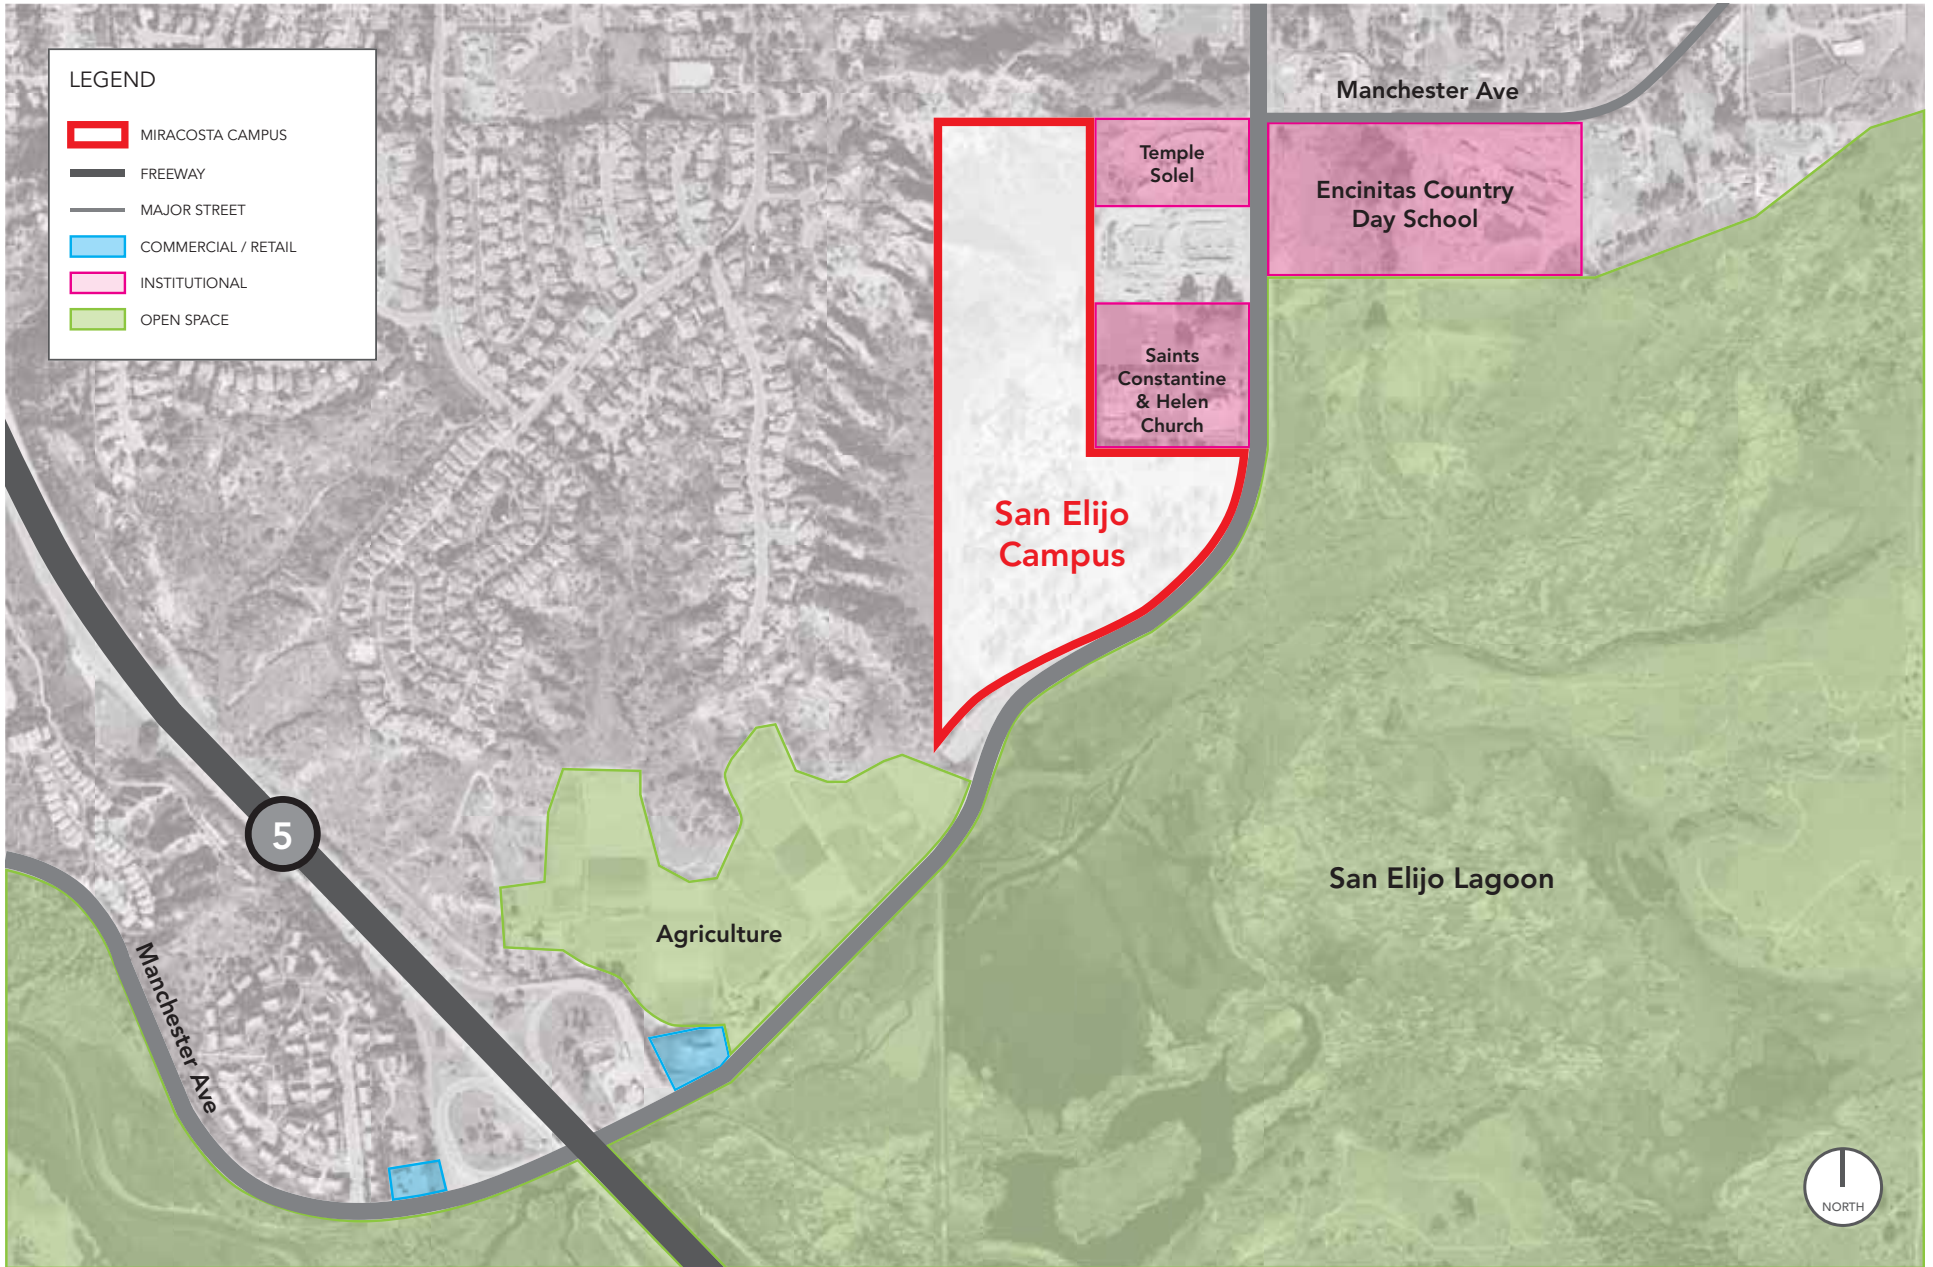 LEGEND
MIRACOSTA CAMPUS
FREEWAY
MAJOR STREET
COMMERCIAL / RETAIL
INSTITUTIONAL
OPEN SPACE
Manchester Ave
Temple
Solel
Encinitas Country
Day School
Saints
Constantine
& Helen
Church
San Elijo
Campus
5
San Elijo Lagoon
Agriculture
Manchester Ave
NORTH